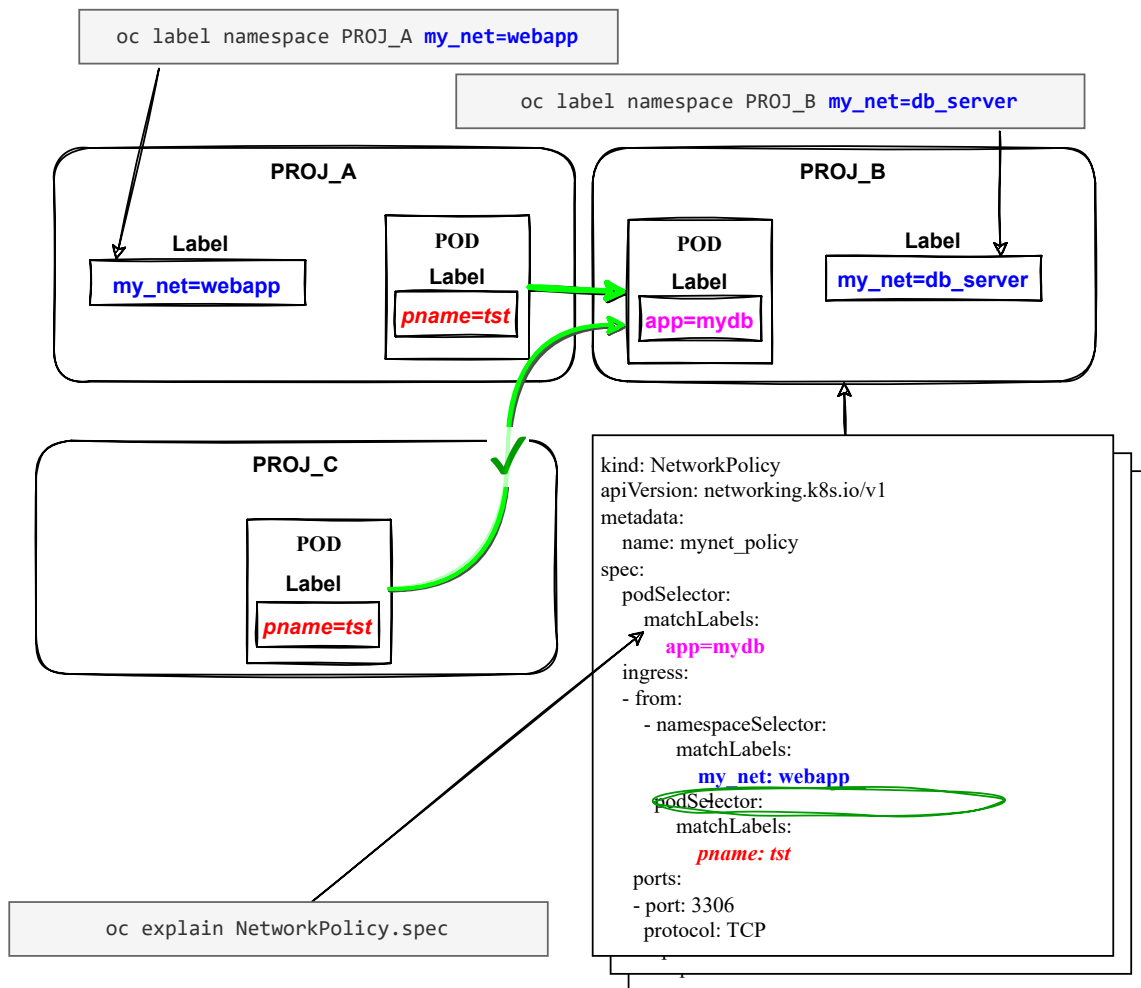 oc label namespace PROJ_A my_net=webapp
oc label namespace PROJ_B my_net=db_server
PROJ_A
Label
my_net=webapp
POD
Label
pname=tst
PROJ_B
POD
Label
app=mydb
Label
my_net=db_server
PROJ_C
POD
Label
pname=tst
kind: NetworkPolicy
apiVersion: networking.k8s.io/v1
metadata:
name: mynet_policy
spec:
podSelector:
matchLabels:
app=mydb
ingress:
- from:
- namespaceSelector:
matchLabels:
my_net: webapp
podSelector:
matchLabels:
pname: tst
ports:
- port: 3306
protocol: TCP
oc explain NetworkPolicy.spec